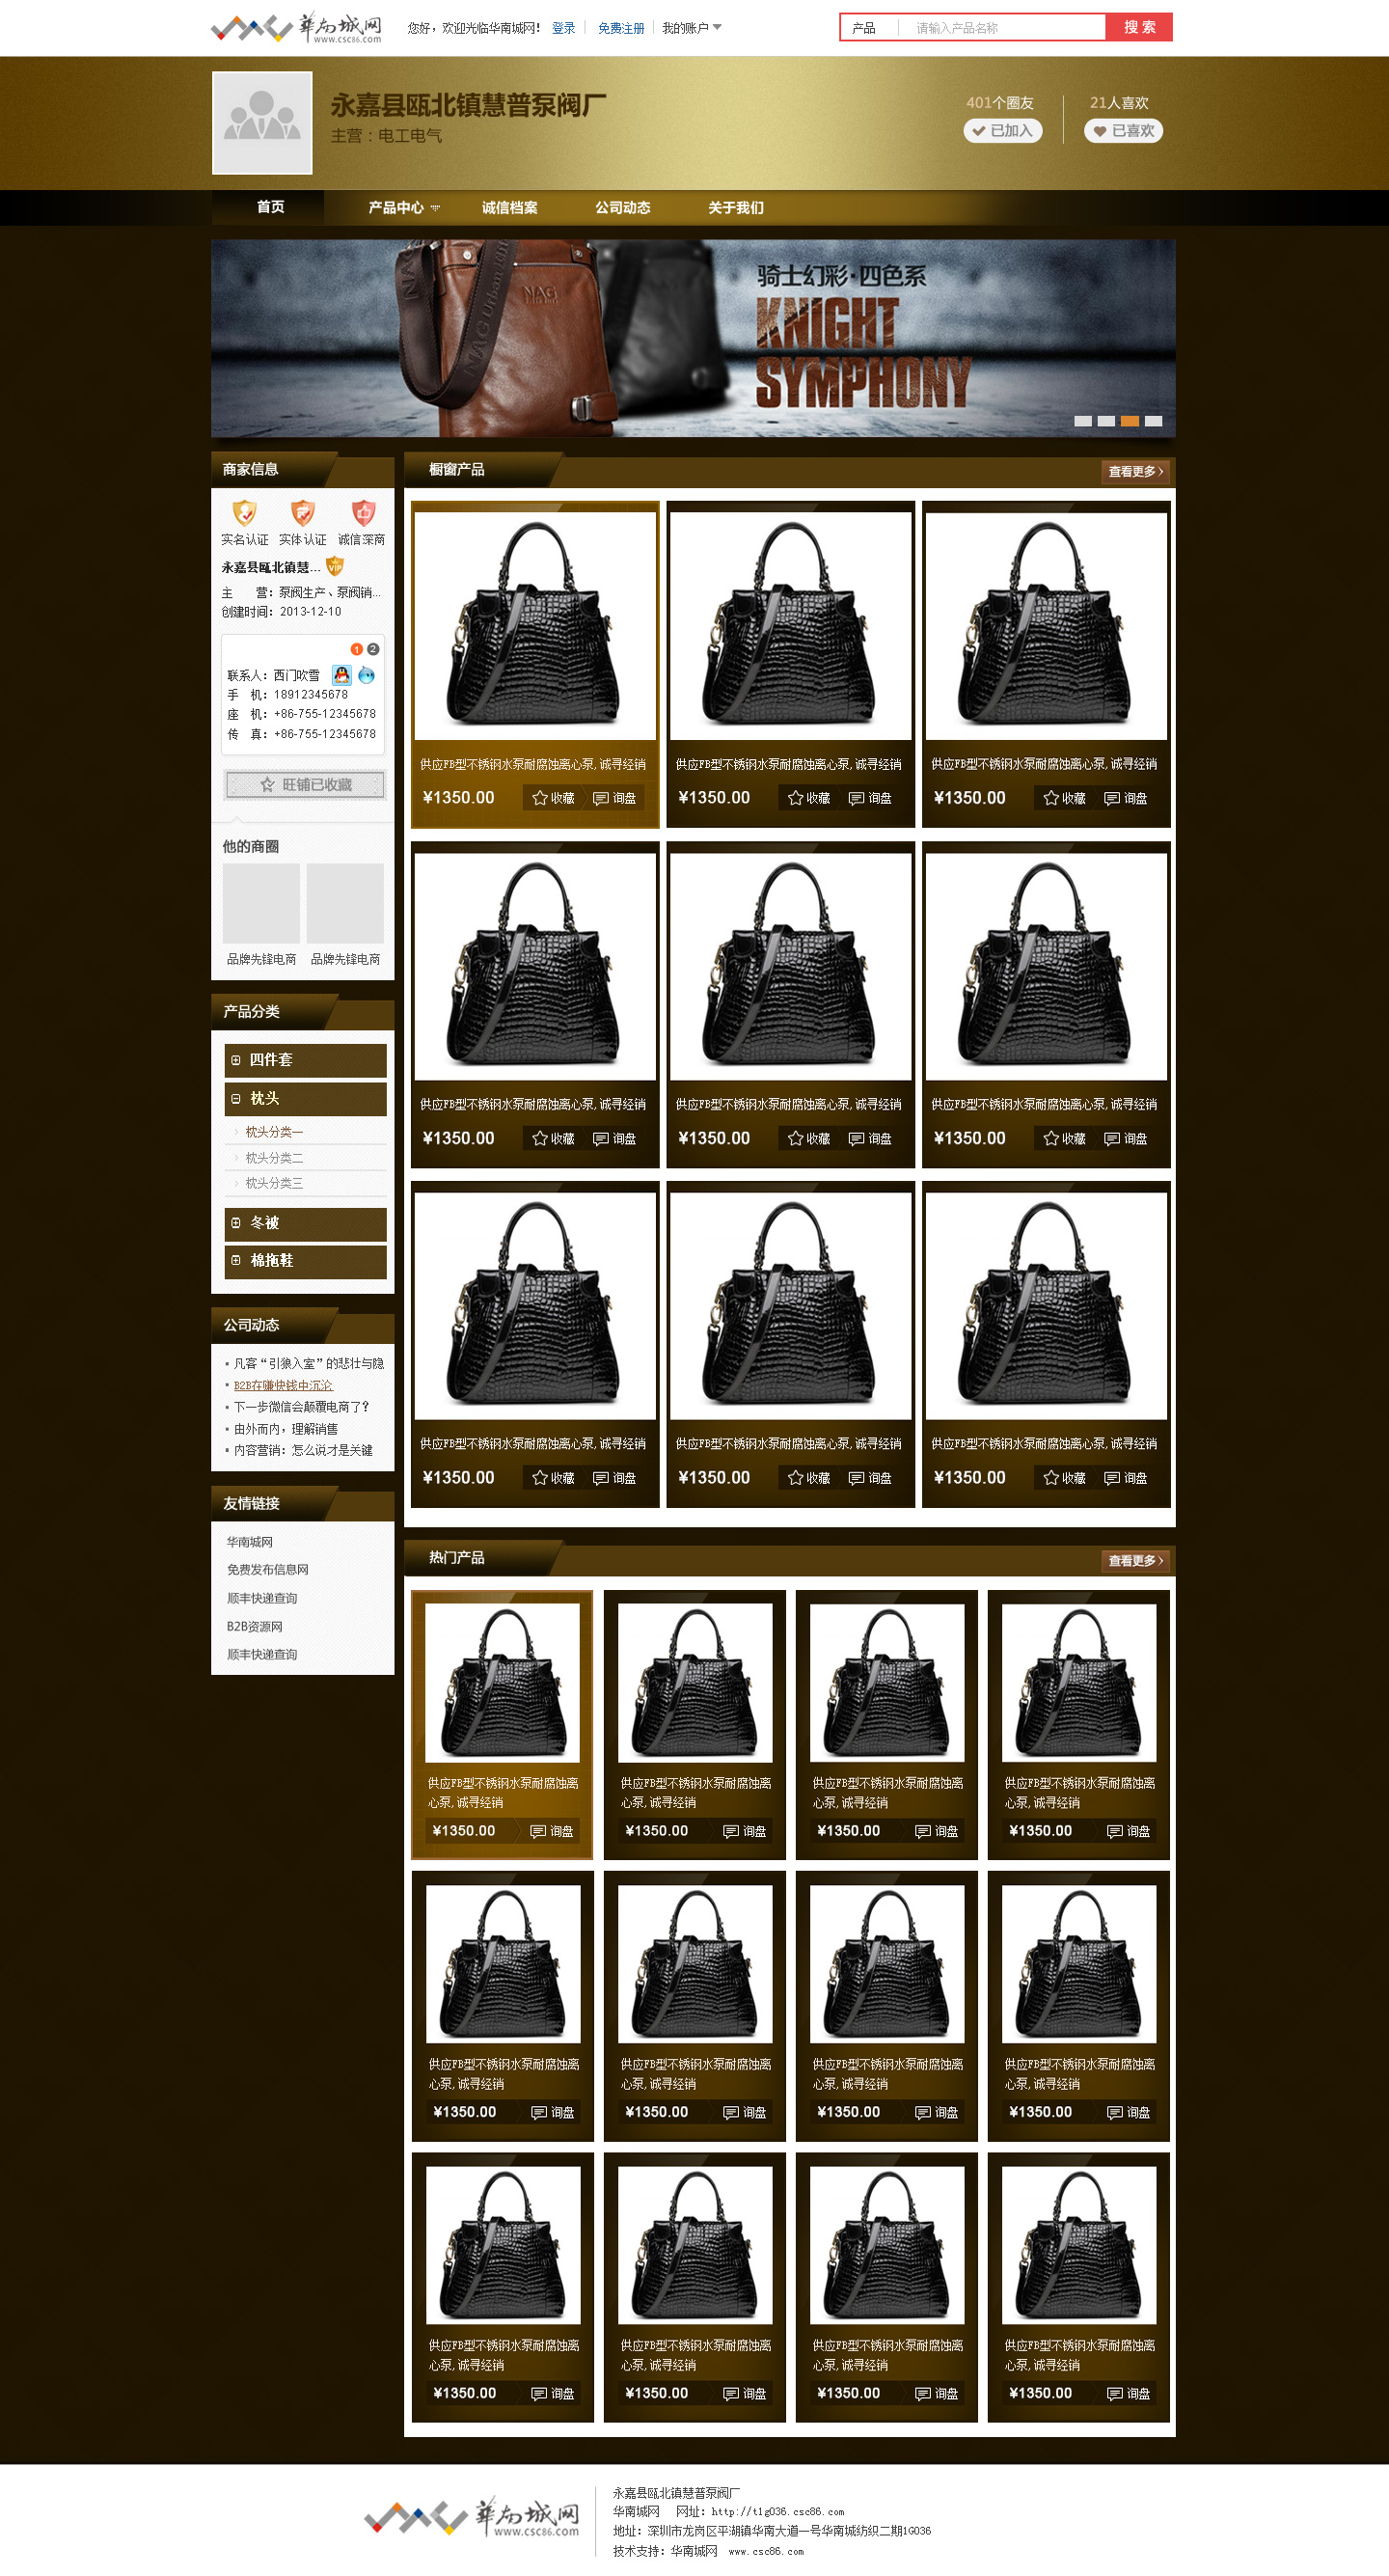 华南城网
www.csc86.com
您好，欢迎光临华南城网！ 登录 免费注册 我的账户
产品 请输入产品名称 搜 索
永嘉县瓯北镇慧普泵阀厂
主营：电工电气
401个圈友 21人喜欢
已加入 已喜欢
首页 产品中心 诚信档案 公司动态 关于我们
骑士幻彩·四色系
KNIGHT
SYMPHONY
MAG
商家信息
实名认证 实体认证 诚信深商
永嘉县瓯北镇慧... VIP
主 营：泵阀生产、泵阀销...
创建时间：2013-12-10
1 2
联系人：西门吹雪
手 机：18912345678
座 机：+86-755-12345678
传 真：+86-755-12345678
旺铺已收藏
他的商圈
品牌先锋电商 品牌先锋电商
产品分类
四件套
枕头
枕头分类一
枕头分类二
枕头分类三
冬被
棉拖鞋
公司动态
凡客“引狼入室”的悲壮与隐
B2B在赚快钱中沉沦
下一步微信会颠覆电商了？
由外而内，理解销售
内容营销：怎么说才是关键
友情链接
华南城网
免费发布信息网
顺丰快递查询
B2B资源网
顺丰快递查询
橱窗产品 查看更多
供应FB型不锈钢水泵耐腐蚀离心泵,诚寻经销 供应FB型不锈钢水泵耐腐蚀离心泵,诚寻经销 供应FB型不锈钢水泵耐腐蚀离心泵,诚寻经销
¥1350.00 收藏 询盘 ¥1350.00 收藏 询盘 ¥1350.00 收藏 询盘
供应FB型不锈钢水泵耐腐蚀离心泵,诚寻经销 供应FB型不锈钢水泵耐腐蚀离心泵,诚寻经销 供应FB型不锈钢水泵耐腐蚀离心泵,诚寻经销
¥1350.00 收藏 询盘 ¥1350.00 收藏 询盘 ¥1350.00 收藏 询盘
供应FB型不锈钢水泵耐腐蚀离心泵,诚寻经销 供应FB型不锈钢水泵耐腐蚀离心泵,诚寻经销 供应FB型不锈钢水泵耐腐蚀离心泵,诚寻经销
¥1350.00 收藏 询盘 ¥1350.00 收藏 询盘 ¥1350.00 收藏 询盘
热门产品 查看更多
供应FB型不锈钢水泵耐腐蚀离 供应FB型不锈钢水泵耐腐蚀离 供应FB型不锈钢水泵耐腐蚀离 供应FB型不锈钢水泵耐腐蚀离
心泵,诚寻经销 心泵,诚寻经销 心泵,诚寻经销 心泵,诚寻经销
¥1350.00 询盘 ¥1350.00 询盘 ¥1350.00 询盘 ¥1350.00 询盘
供应FB型不锈钢水泵耐腐蚀离 供应FB型不锈钢水泵耐腐蚀离 供应FB型不锈钢水泵耐腐蚀离 供应FB型不锈钢水泵耐腐蚀离
心泵,诚寻经销 心泵,诚寻经销 心泵,诚寻经销 心泵,诚寻经销
¥1350.00 询盘 ¥1350.00 询盘 ¥1350.00 询盘 ¥1350.00 询盘
供应FB型不锈钢水泵耐腐蚀离 供应FB型不锈钢水泵耐腐蚀离 供应FB型不锈钢水泵耐腐蚀离 供应FB型不锈钢水泵耐腐蚀离
心泵,诚寻经销 心泵,诚寻经销 心泵,诚寻经销 心泵,诚寻经销
¥1350.00 询盘 ¥1350.00 询盘 ¥1350.00 询盘 ¥1350.00 询盘
华南城网
www.csc86.com
永嘉县瓯北镇慧普泵阀厂
华南城网 网址：http://t1g036.csc86.com
地址：深圳市龙岗区平湖镇华南大道一号华南城纺织二期1G036
技术支持：华南城网 www.csc86.com